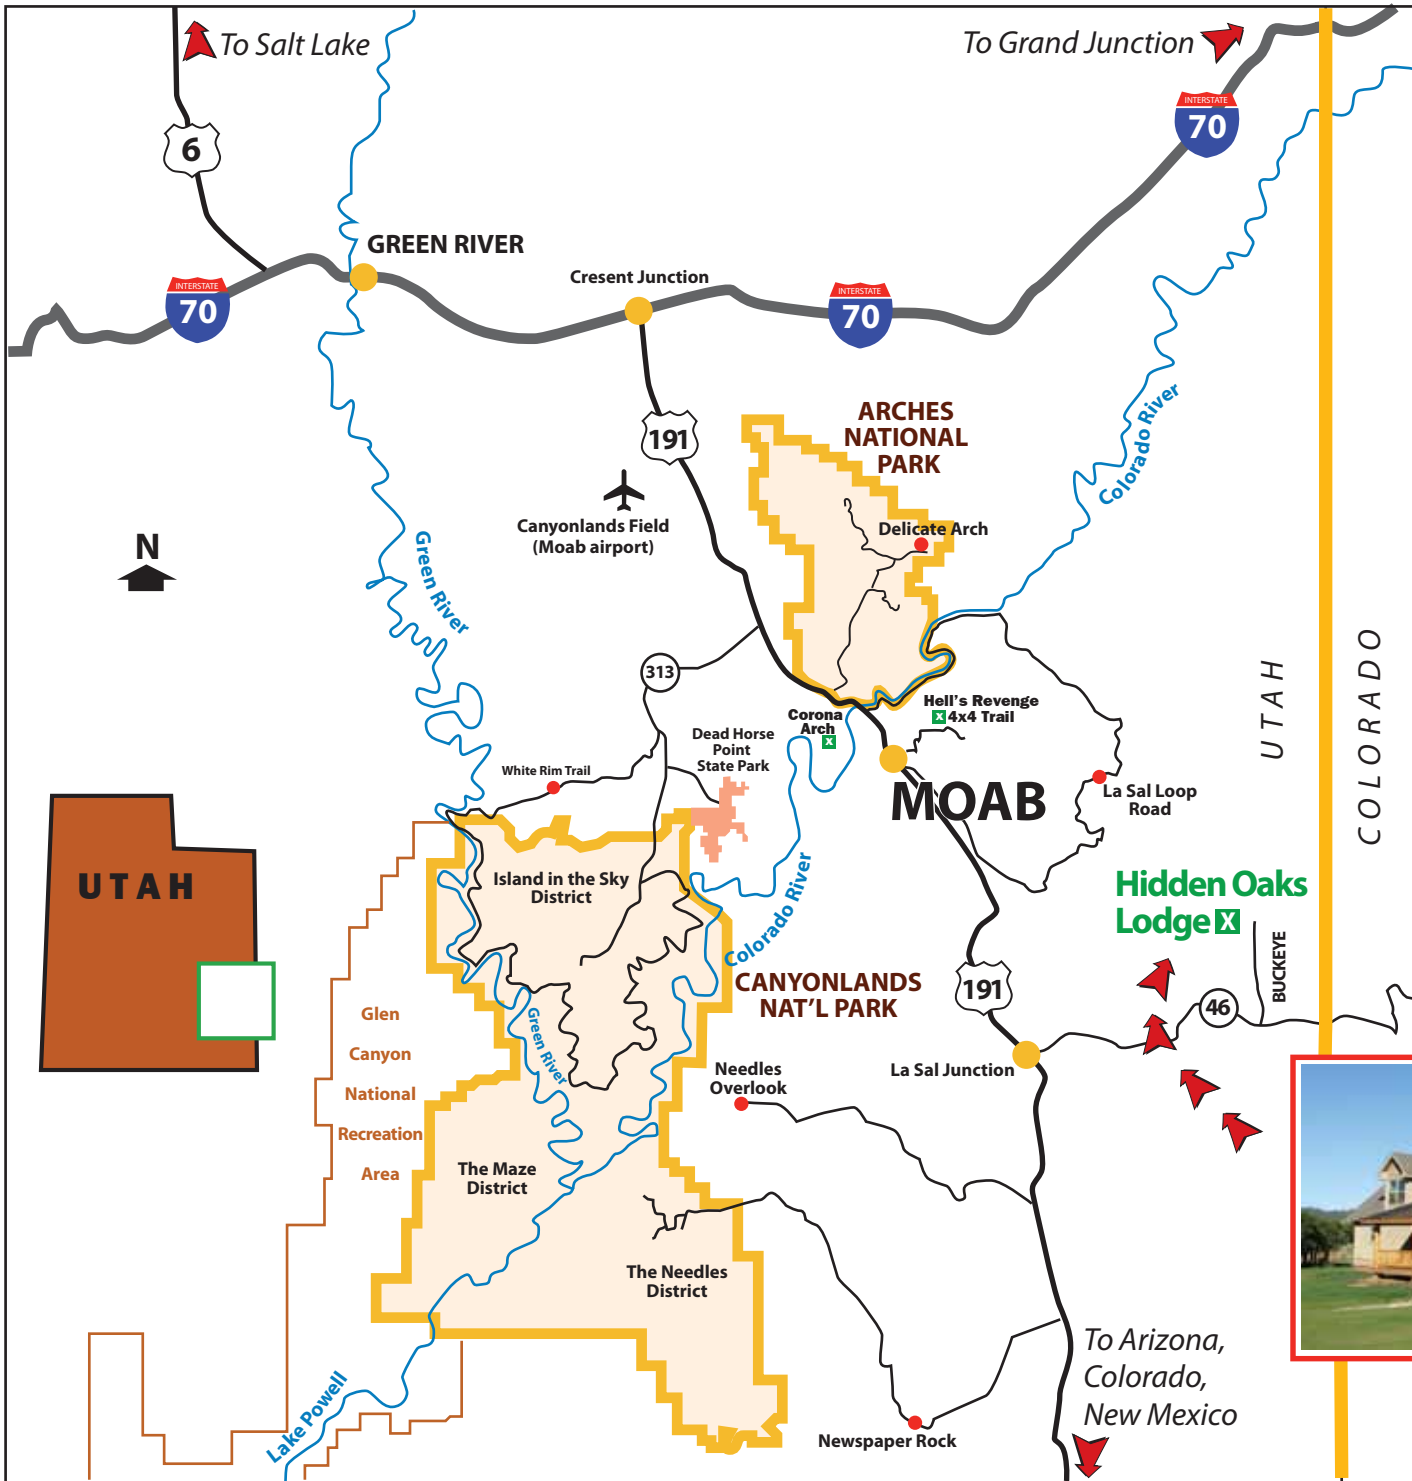 To Salt Lake
To Grand Junction
INTERSTATE
70
6
GREEN RIVER
Cresent Junction
INTERSTATE
70
INTERSTATE
70
ARCHES
NATIONAL
PARK
Colorado River
191
Canyonlands Field
(Moab airport)
Delicate Arch
N
Green River
UTAH
COLORADO
313
Hell's Revenge
X 4x4 Trail
Corona
Arch
X
Dead Horse
Point
State Park
White Rim Trail
MOAB
La Sal Loop
Road
UTAH
Island in the Sky
District
Colorado River
Hidden Oaks
Lodge X
BUCKEYE
CANYONLANDS
NAT'L PARK
191
46
Glen
Canyon
National
Recreation
Area
Green River
Needles
Overlook
La Sal Junction
The Maze
District
The Needles
District
To Arizona,
Colorado,
New Mexico
Lake Powell
Newspaper Rock